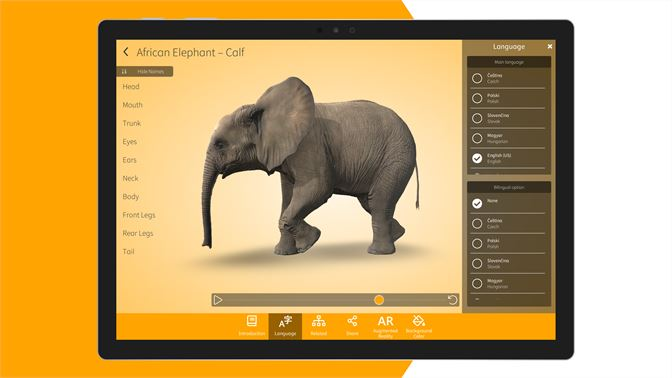 African Elephant – Calf
Hide Names
Head
Mouth
Trunk
Eyes
Ears
Neck
Body
Front Legs
Rear Legs
Tail
Language
Main language
Čeština
Czech
Polski
Polish
Slovenčina
Slovak
Magyar
Hungarian
English (US)
English
Bilingual option
None
Čeština
Czech
Polski
Polish
Slovenčina
Slovak
Magyar
Hungarian
Introduction
A字
Language
Related
Share
AR
Augmented
Reality
Background
Color